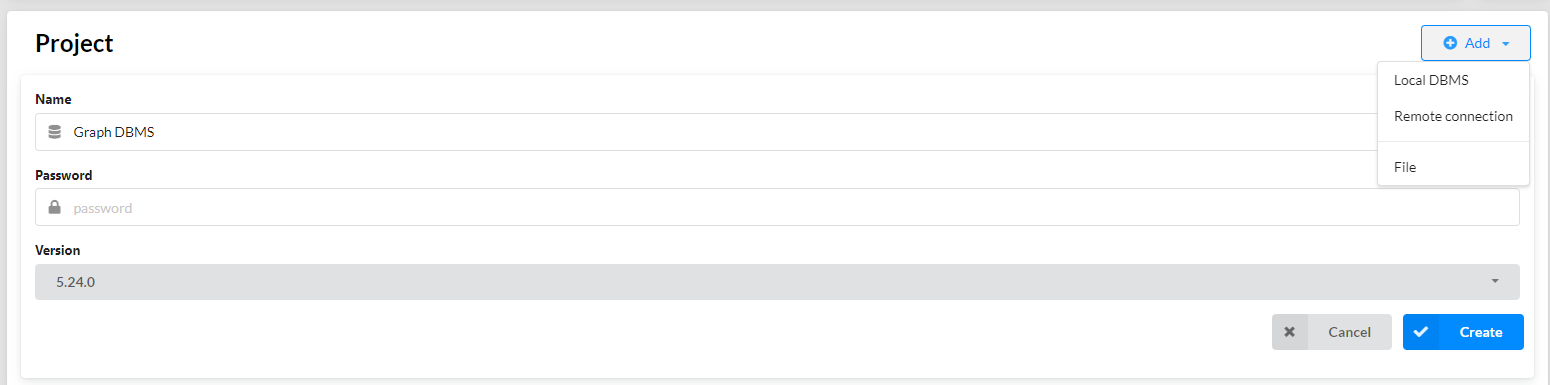 Project
Add
Local DBMS
Remote connection
File
Name
Graph DBMS
Password
password
Version
5.24.0
Cancel
Create